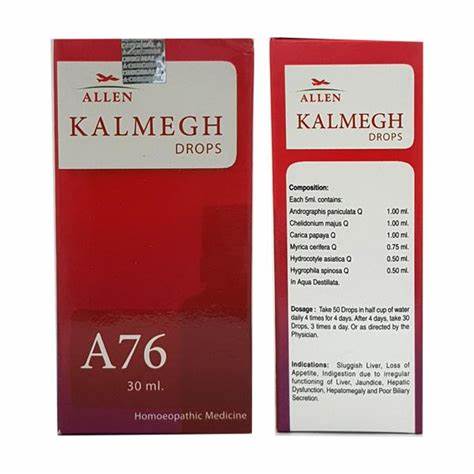 ORIGINAL
ALLEN
KALMEGH
DROPS
A76
30 ml.
Homoeopathic Medicine
ALLEN
KALMEGH
DROPS
Composition:
Each 5ml. contains:
Andrographis paniculata Q 1.00 ml.
Chelidonium majus Q 1.00 ml.
Carica papaya Q 1.00 ml.
Myrica cerifera Q 0.75 ml.
Hydrocotyle asiatica Q 0.50 ml.
Hygrophila spinosa Q 0.50 ml.
In Aqua Destillata.
Dosage : Take 50 Drops in half cup of water
daily 4 times for 4 days. After 4 days, take 30
Drops, 3 times a day. Or as directed by the
Physician.
Indications: Sluggish Liver, Loss of
Appetite, Indigestion due to irregular
functioning of Liver, Jaundice, Hepatic
Dysfunction, Hepatomegaly and Poor Biliary
Secretion.